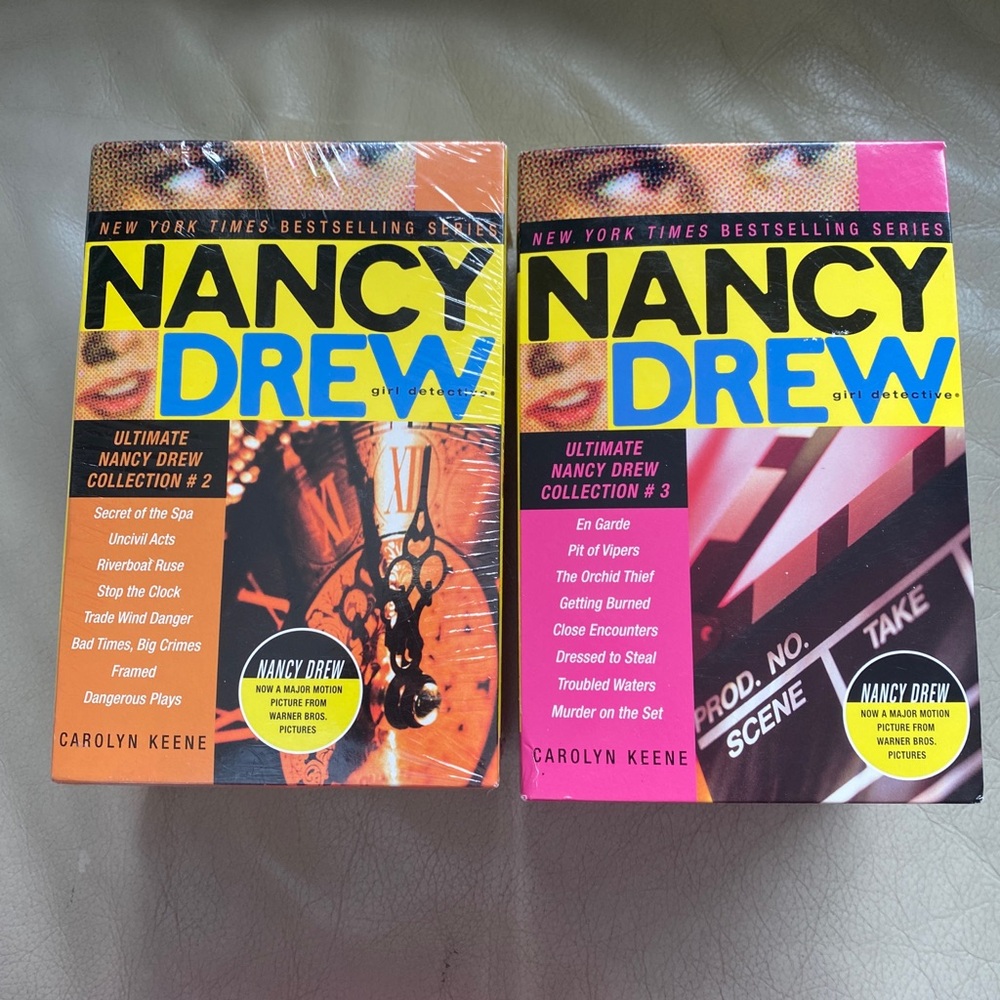 NEW YORK TIMES BESTSELLING SERIES
NANCY
DREW
girl detective®
ULTIMATE
NANCY DREW
COLLECTION # 2
Secret of the Spa
Uncivil Acts
Riverboat Ruse
Stop the Clock
Trade Wind Danger
Bad Times, Big Crimes
Framed
Dangerous Plays
CAROLYN KEENE
XII
XI
X
NANCY DREW
NOW A MAJOR MOTION
PICTURE FROM
WARNER BROS.
PICTURES
NEW YORK TIMES BESTSELLING SERIES
NANCY
DREW
girl detective®
ULTIMATE
NANCY DREW
COLLECTION # 3
En Garde
Pit of Vipers
The Orchid Thief
Getting Burned
Close Encounters
Dressed to Steal
Troubled Waters
Murder on the Set
CAROLYN KEENE
PROD. NO.
SCENE
TAKE
NANCY DREW
NOW A MAJOR MOTION
PICTURE FROM
WARNER BROS.
PICTURES